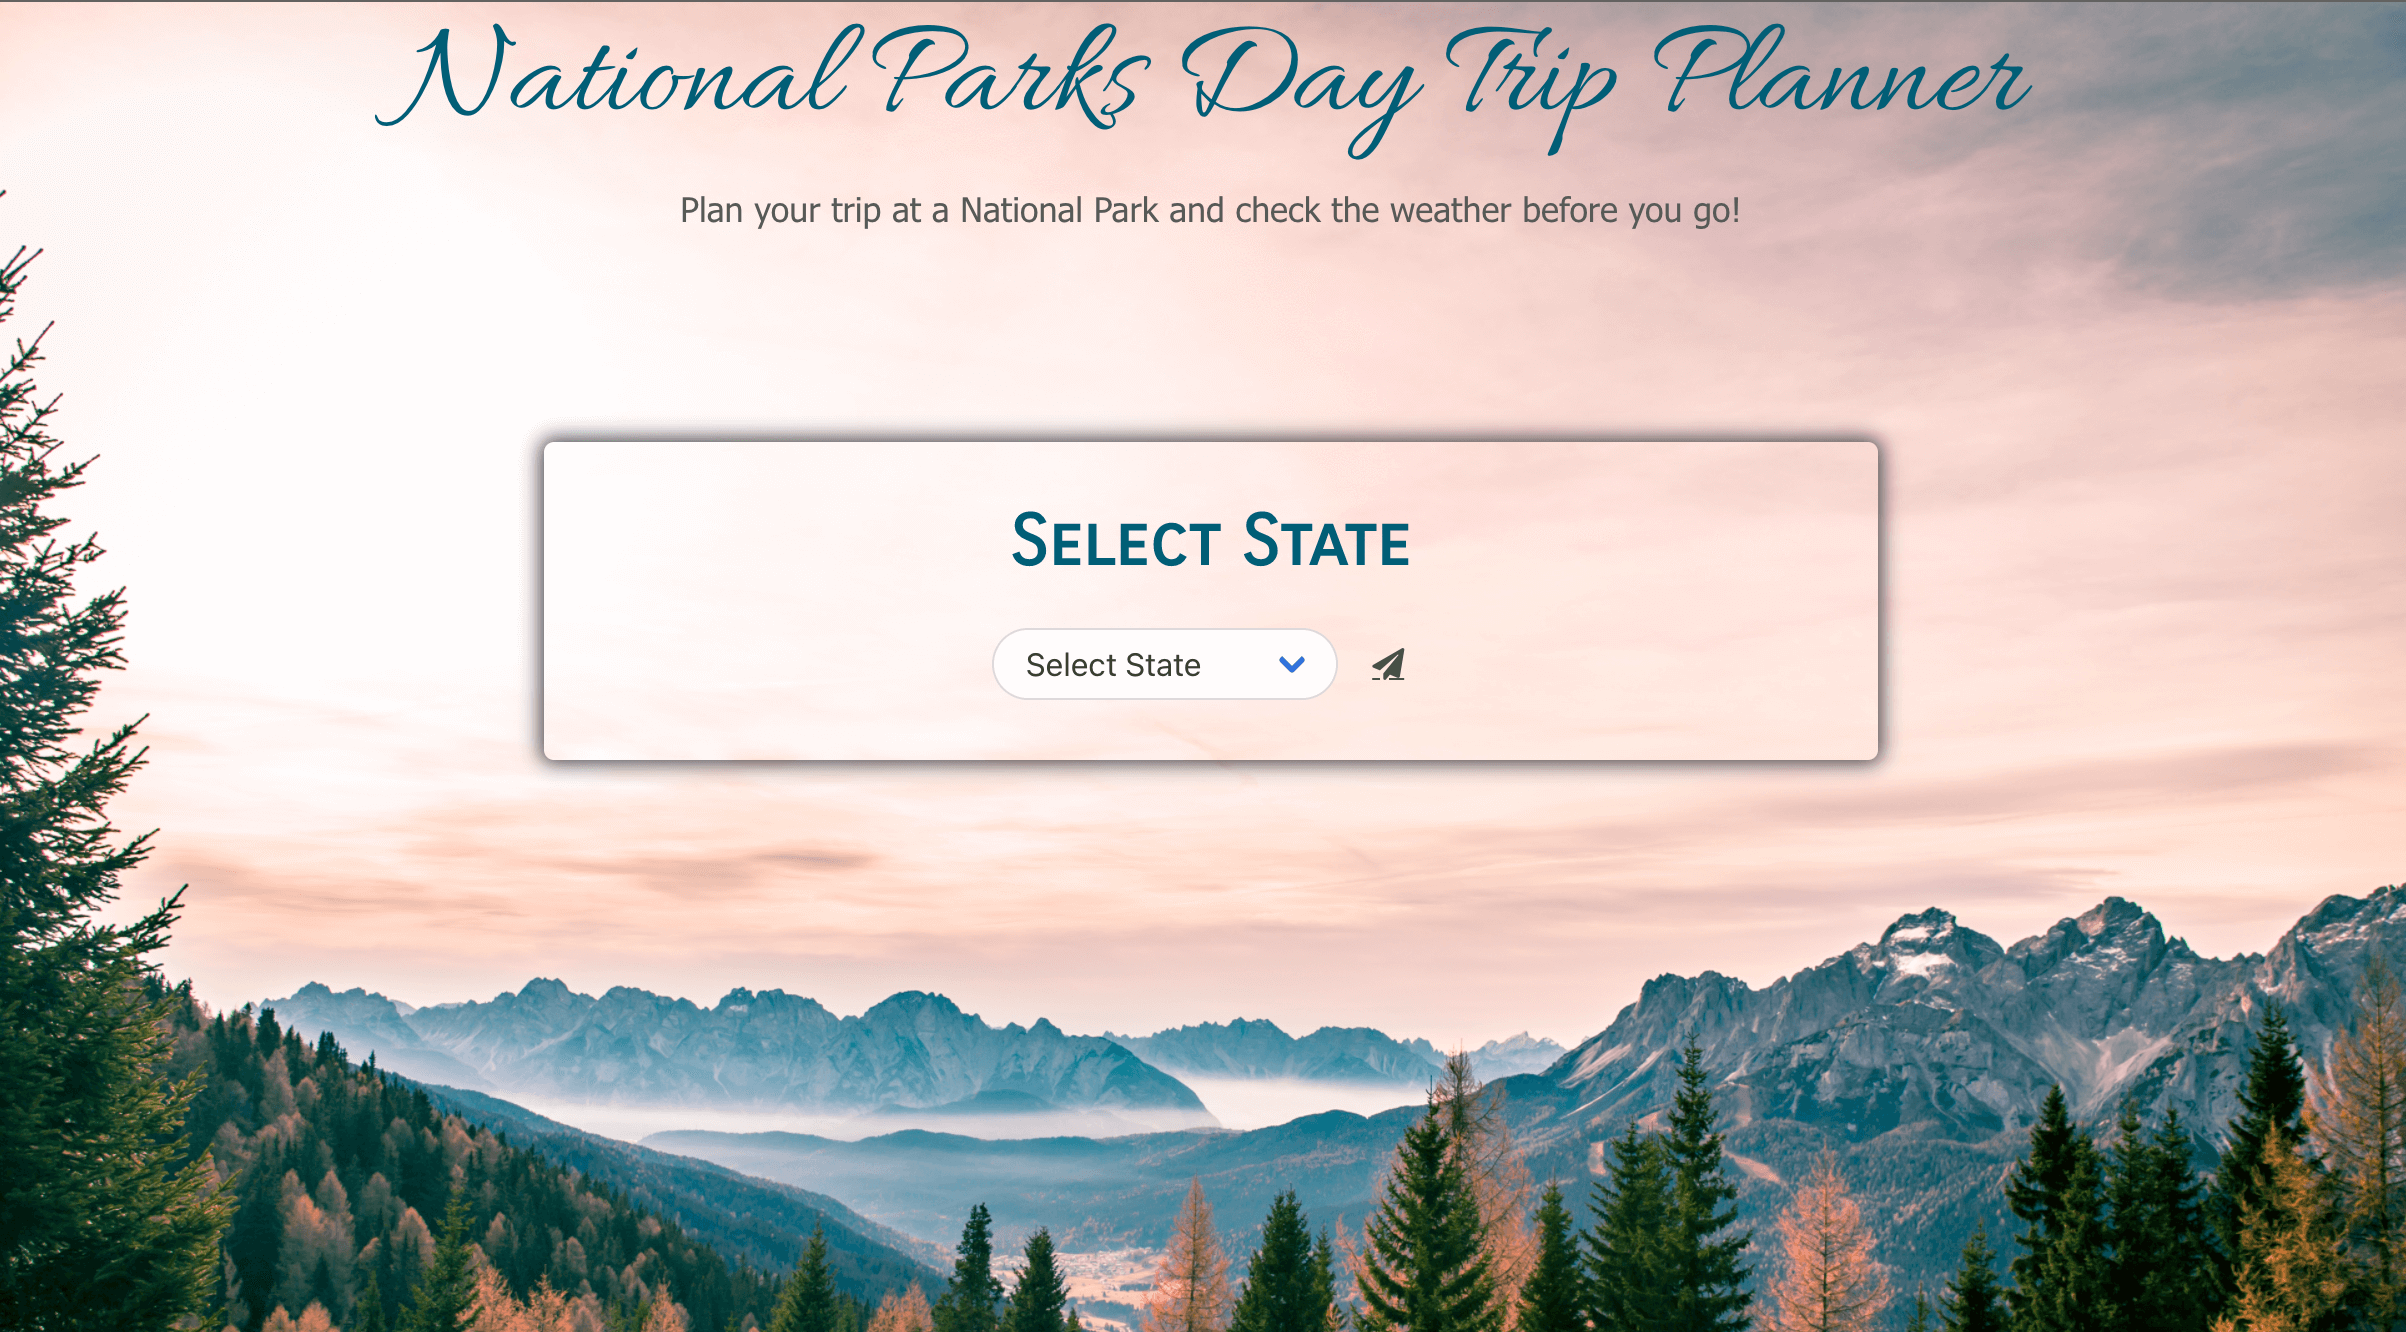 National Parks Day Trip Planner
Plan your trip at a National Park and check the weather before you go!
Select State
Select State